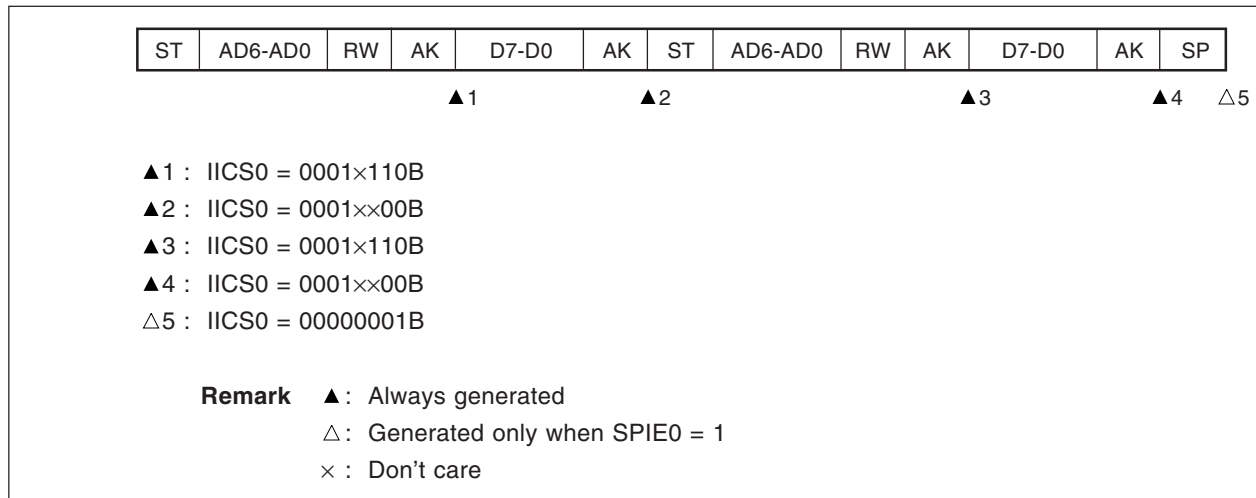 ST AD6-AD0 RW AK D7-D0 AK ST AD6-AD0 RW AK D7-D0 AK SP
▲1 ▲2 ▲3 ▲4 △5
▲1 : IICS0 = 0001×110B
▲2 : IICS0 = 0001××00B
▲3 : IICS0 = 0001×110B
▲4 : IICS0 = 0001××00B
△5 : IICS0 = 00000001B
Remark ▲: Always generated
△: Generated only when SPIE0 = 1
× : Don't care